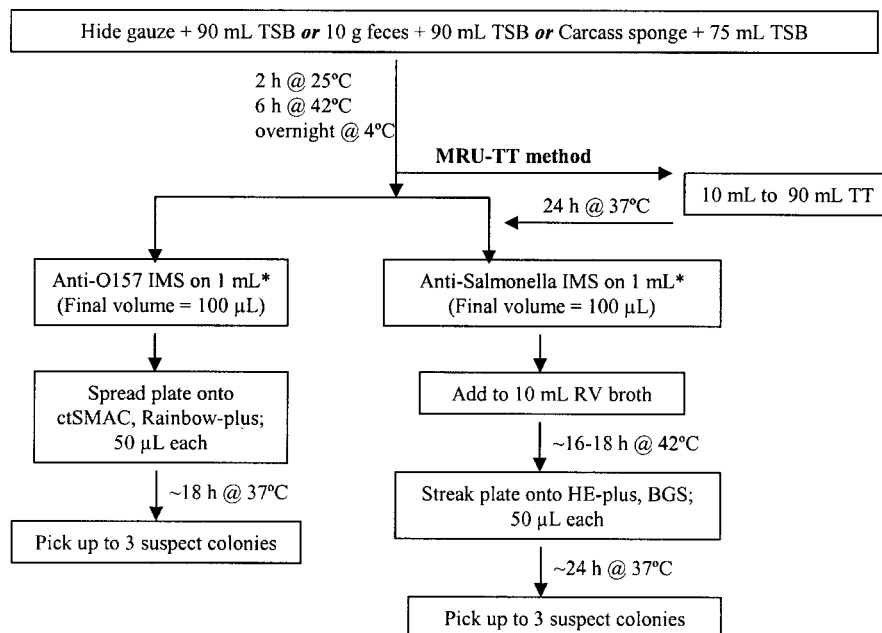 Hide gauze + 90 mL TSB or 10 g feces + 90 mL TSB or Carcass sponge + 75 mL TSB
2 h @ 25ºC
6 h @ 42ºC
overnight @ 4ºC
MRU-TT method
10 mL to 90 mL TT
24 h @ 37ºC
Anti-O157 IMS on 1 mL*
(Final volume = 100 µL)
Spread plate onto
ctSMAC, Rainbow-plus;
50 µL each
~18 h @ 37ºC
Pick up to 3 suspect colonies
Anti-Salmonella IMS on 1 mL*
(Final volume = 100 µL)
Add to 10 mL RV broth
~16-18 h @ 42ºC
Streak plate onto HE-plus, BGS;
50 µL each
~24 h @ 37ºC
Pick up to 3 suspect colonies